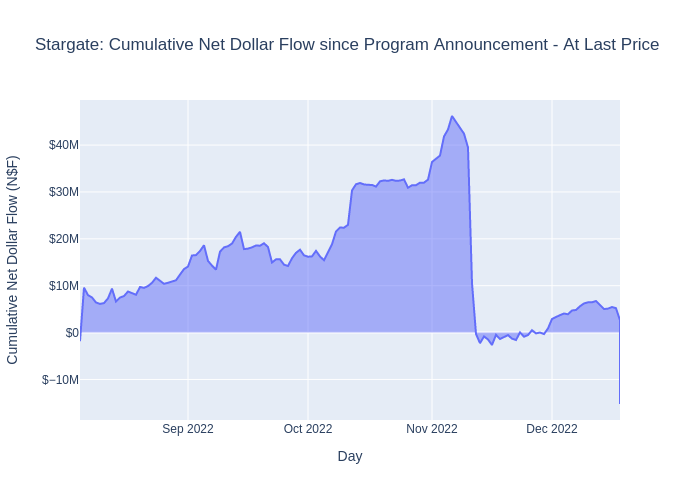 Stargate: Cumulative Net Dollar Flow since Program Announcement - At Last Price
Cumulative Net Dollar Flow (N$F)
$40M
$30M
$20M
$10M
$0
$−10M
Sep 2022
Oct 2022
Nov 2022
Dec 2022
Day